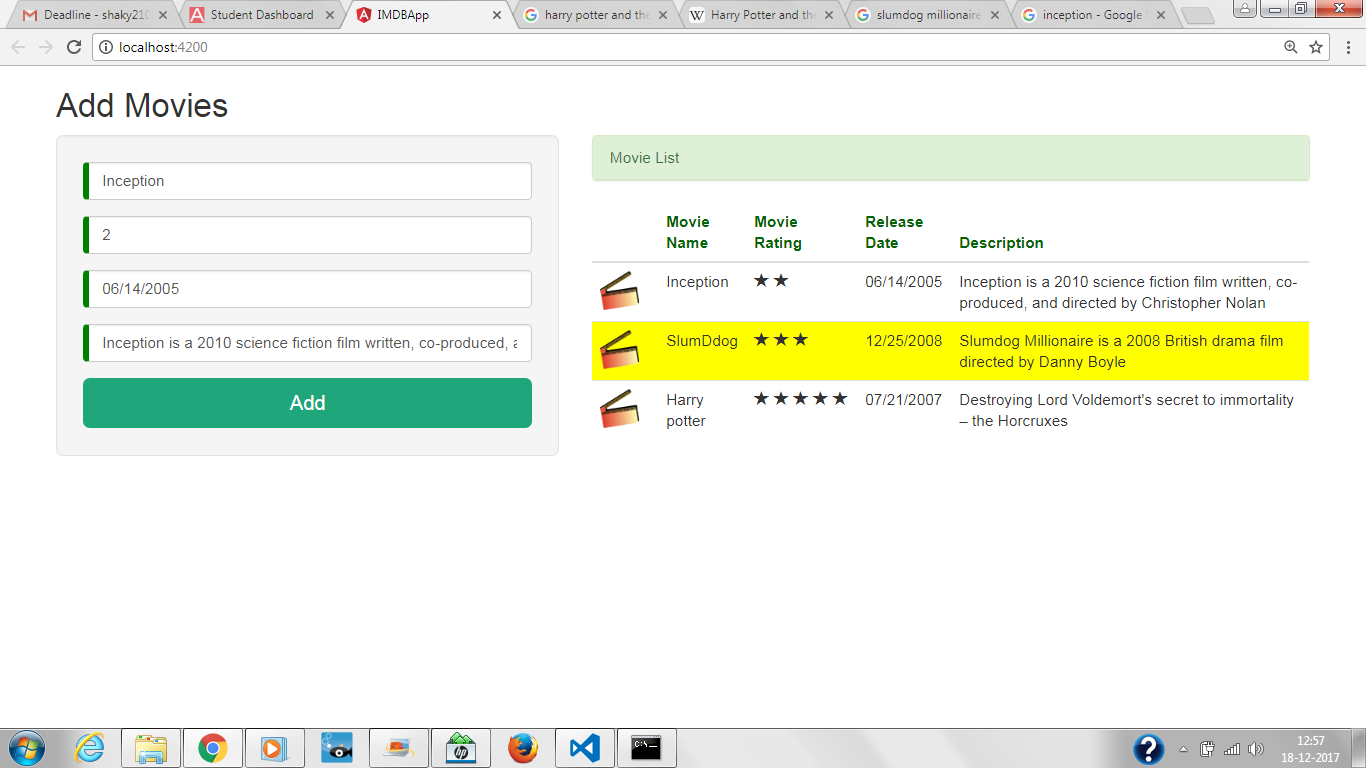 Deadline - shaky210
Student Dashboard
IMDBApp
harry potter and the
Harry Potter and the
slumdog millionaire
inception - Google
localhost:4200
Add Movies
Inception
2
06/14/2005
Inception is a 2010 science fiction film written, co-produced, a
Add
Movie List
Movie Name
Movie Rating
Release Date
Description
Inception
★ ★
06/14/2005
Inception is a 2010 science fiction film written, co-
produced, and directed by Christopher Nolan
SlumDdog
★ ★ ★
12/25/2008
Slumdog Millionaire is a 2008 British drama film
directed by Danny Boyle
Harry
potter
★ ★ ★ ★ ★
07/21/2007
Destroying Lord Voldemort's secret to immortality
– the Horcruxes
12:57
18-12-2017